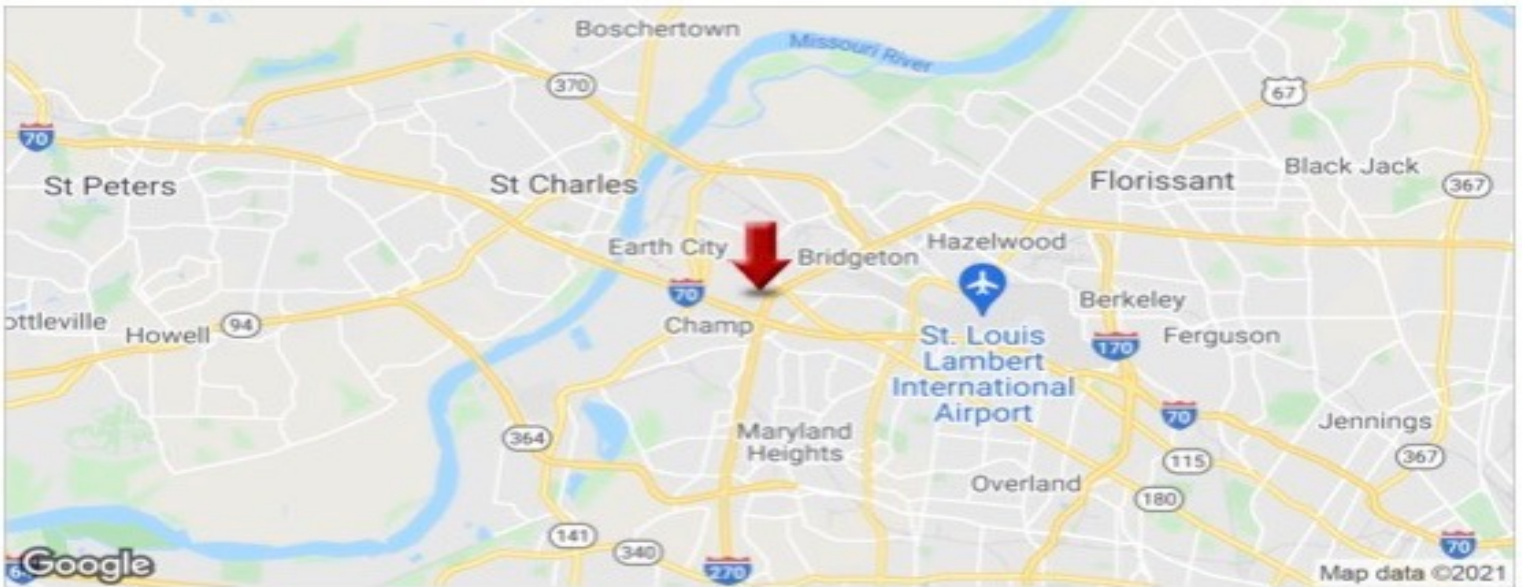 Boschertown
Missouri River
370
67
70
St Peters
St Charles
Florissant
Black Jack
367
Earth City
Bridgeton
Hazelwood
70
Berkeley
ottleville
Howell
94
Champ
St. Louis
Lambert
International
Airport
170
Ferguson
70
364
Maryland
Heights
Jennings
115
367
Overland
180
141
340
270
70
6
Google
Map data ©2021